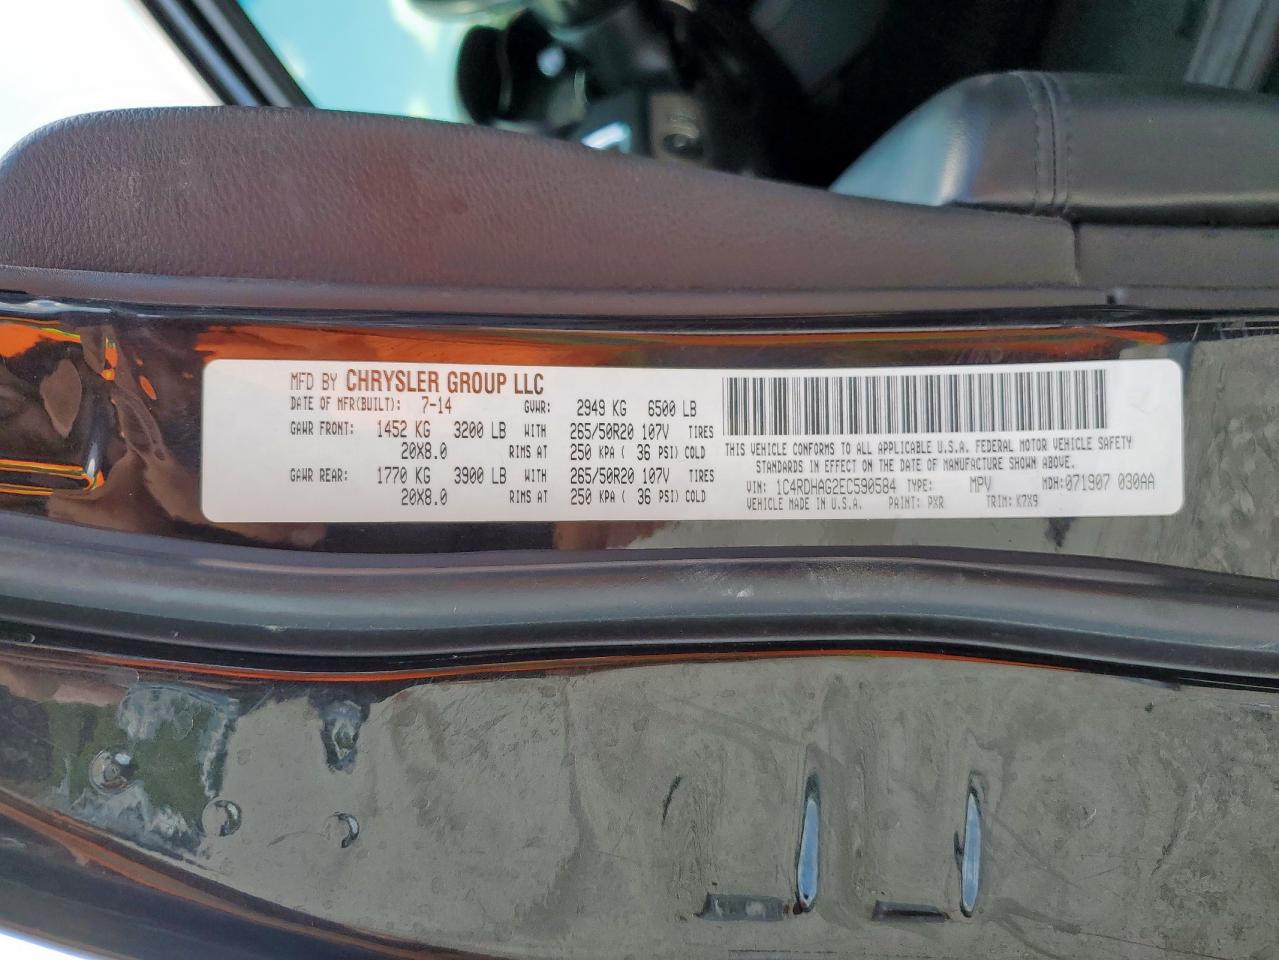 MFD BY CHRYSLER GROUP LLC
DATE OF MFR(BUILT): 7-14 GVWR: 2949 KG 6500 LB
GAWR FRONT: 1452 KG 3200 LB WITH 265/50R20 107V TIRES
20X8.0 RIMS AT 250 KPA ( 36 PSI) COLD
GAWR REAR: 1770 KG 3900 LB WITH 265/50R20 107V TIRES
20X8.0 RIMS AT 250 KPA ( 36 PSI) COLD
THIS VEHICLE CONFORMS TO ALL APPLICABLE U.S.A. FEDERAL MOTOR VEHICLE SAFETY
STANDARDS IN EFFECT ON THE DATE OF MANUFACTURE SHOWN ABOVE.
VIN: 1C4RDHAG2EC590584 TYPE: MPV MDH: 071907 030AA
VEHICLE MADE IN U.S.A. PAINT: PXR TRIM: K7X9